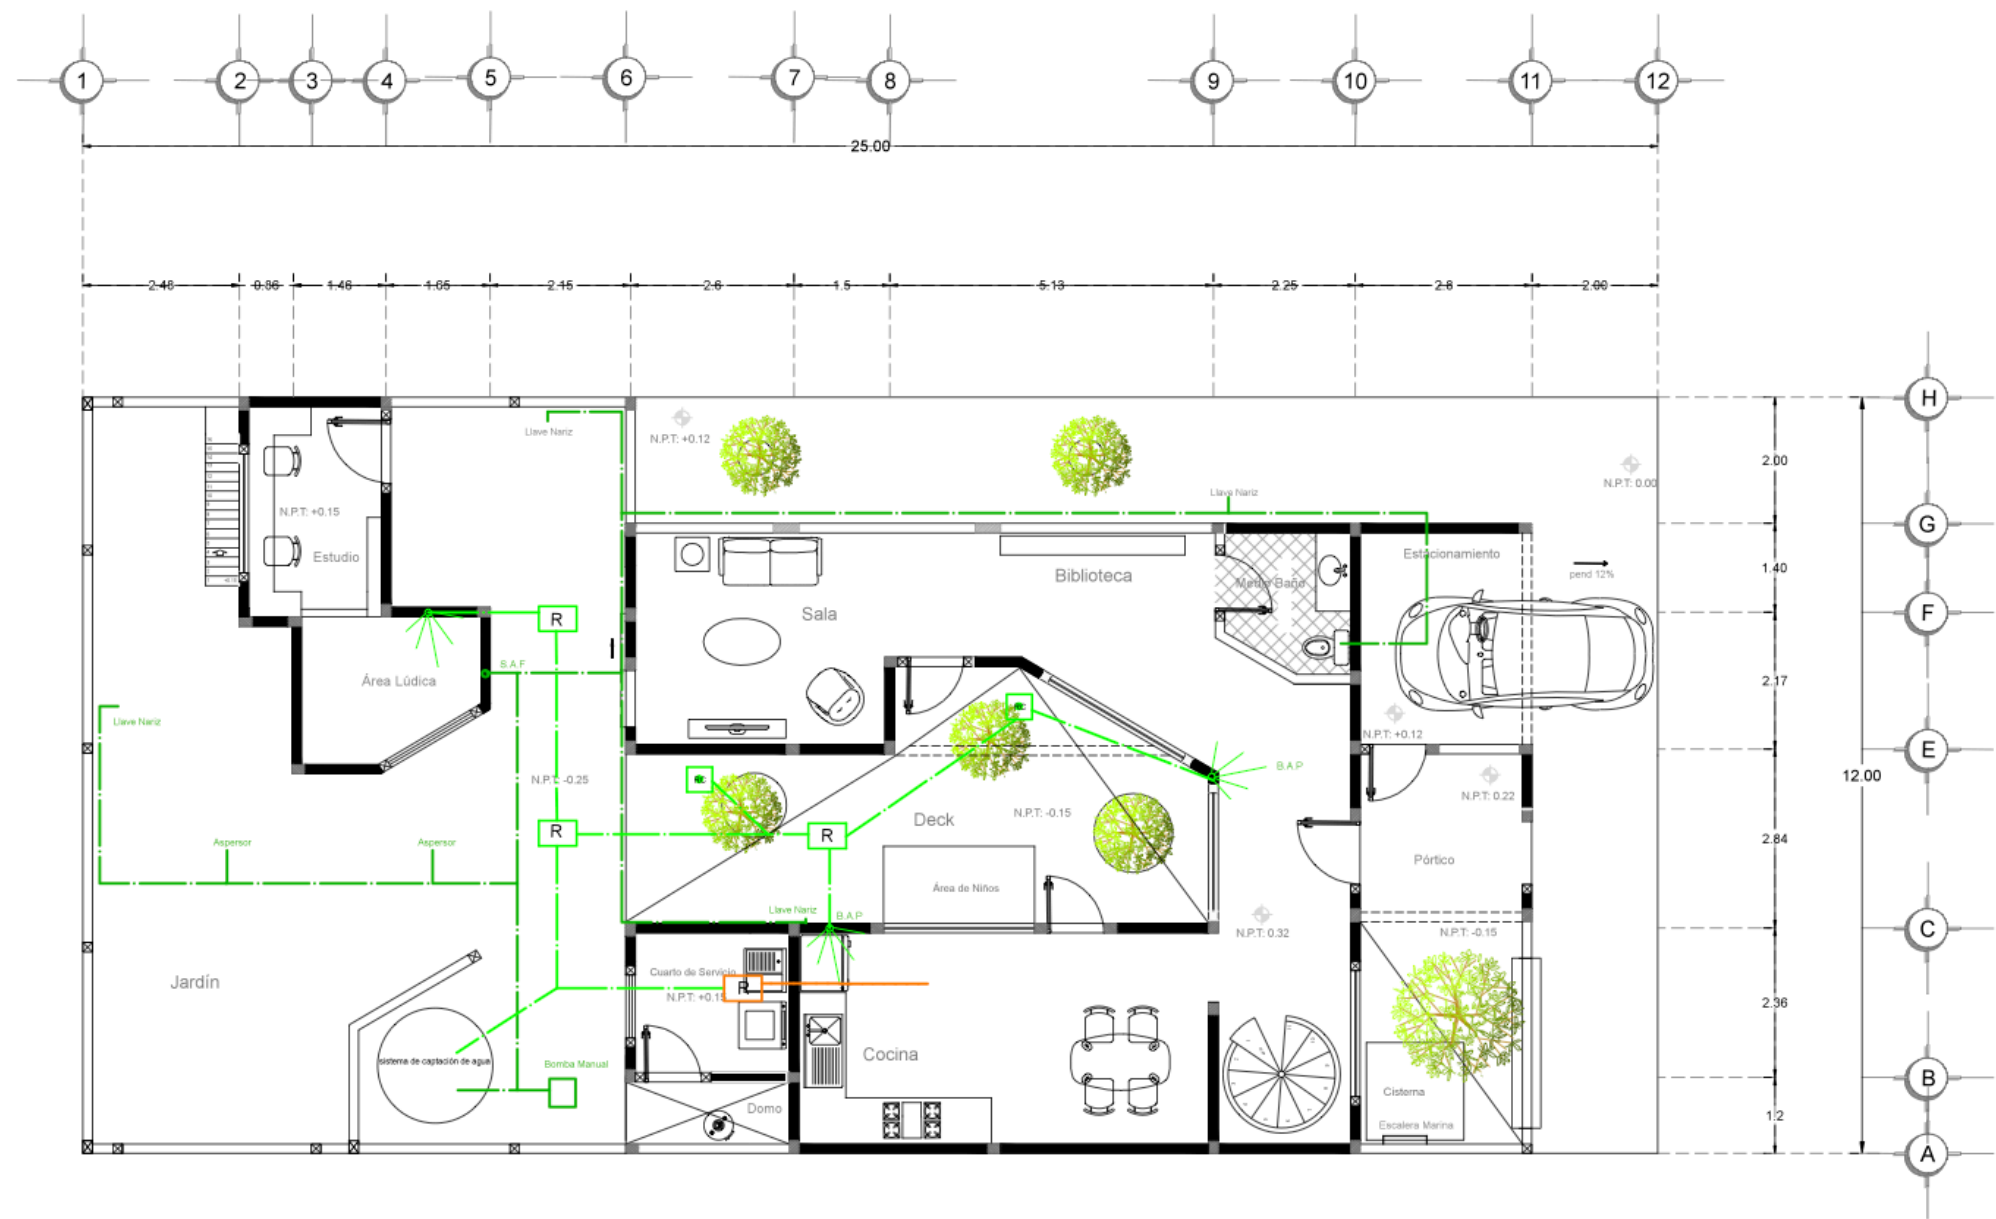 1 2 3 4 5 6 7 8 9 10 11 12
25.00
2.46 0.86 1.46 1.65 2.15 2.6 1.5 5.13 2.25 2.8 2.00
H
Llave Nariz
N.P.T: +0.12
2.00
N.P.T: 0.00
Llave Nariz
N.P.T: +0.15
G
Estudio
Estacionamiento
pend 12%
1.40
Biblioteca
Medio Baño
Sala
R
F
S.A.F
Área Lúdica
2.17
Llave Nariz
N.P.T: +0.12
E
N.P.T: -0.25
B.A.P
12.00
N.P.T: 0.22
Deck
N.P.T: -0.15
R
R
Aspersor
Aspersor
2.84
Pórtico
Área de Niños
Llave Nariz
B.A.P
N.P.T: 0.32
N.P.T: -0.15
C
Jardín
Cuarto de Servicio
R
N.P.T: +0.15
2.36
Cocina
sistema de captación de agua
Bomba Manual
B
Cisterna
Domo
1.2
Escalera Marina
A